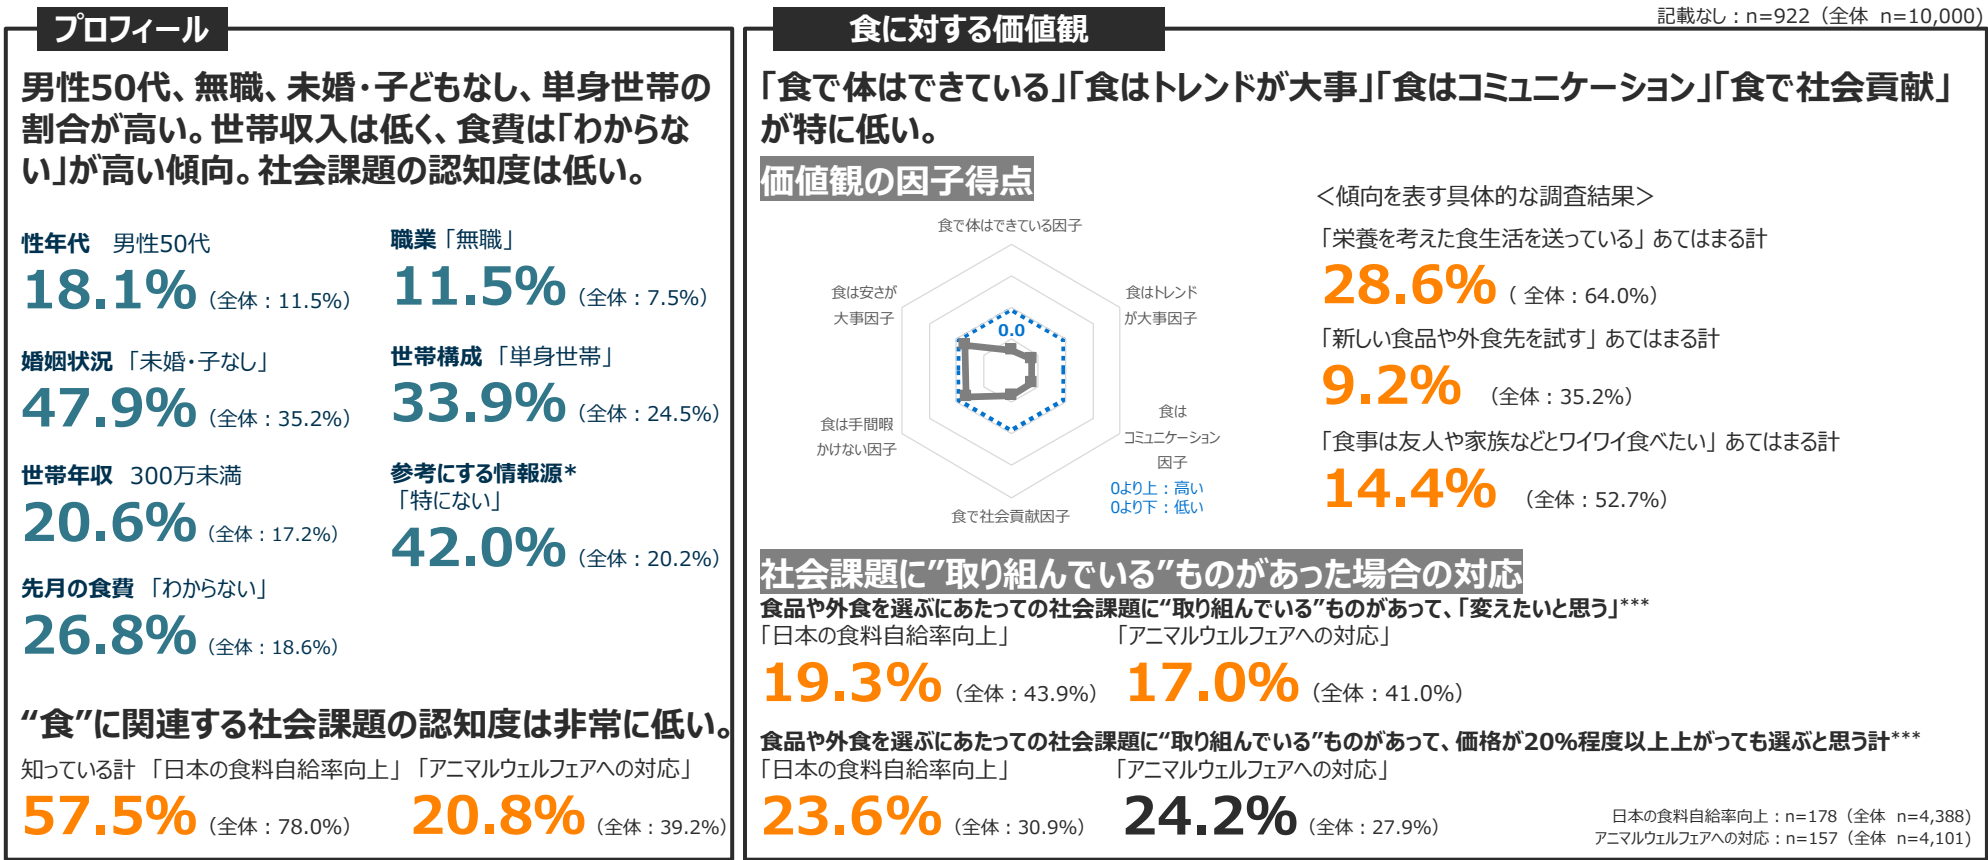 プロフィール
男性50代、無職、未婚・子どもなし、単身世帯の
割合が高い。世帯収入は低く、食費は「わからな
い」が高い傾向。社会課題の認知度は低い。
性年代　男性50代
18.1%（全体：11.5%）
職業「無職」
11.5%（全体：7.5%）
婚姻状況　「未婚・子なし」
47.9%（全体：35.2%）
世帯構成　「単身世帯」
33.9%（全体：24.5%）
世帯年収　300万未満
20.6%（全体：17.2%）
参考にする情報源*
「特にない」
42.0%（全体：20.2%）
先月の食費　「わからない」
26.8%（全体：18.6%）
“食”に関連する社会課題の認知度は非常に低い。
知っている計　「日本の食料自給率向上」　「アニマルウェルフェアへの対応」
57.5%（全体：78.0%）　20.8%（全体：39.2%）
記載なし：n=922（全体 n=10,000）
食に対する価値観
「食で体はできている」「食はトレンドが大事」「食はコミュニケーション」「食で社会貢献」
が特に低い。
価値観の因子得点
食で体はできている因子
食はトレンド
が大事因子
食は
コミュニケーション
因子
食で社会貢献因子
食は手間暇
かけない因子
食は安さが
大事因子
0.0
0より上：高い
0より下：低い
＜傾向を表す具体的な調査結果＞
「栄養を考えた食生活を送っている」あてはまる計
28.6%（ 全体：64.0%）
「新しい食品や外食先を試す」あてはまる計
9.2%（全体：35.2%）
「食事は友人や家族などとワイワイ食べたい」あてはまる計
14.4%（全体：52.7%）
社会課題に”取り組んでいる”ものがあった場合の対応
食品や外食を選ぶにあたっての社会課題に“取り組んでいる”ものがあって、「変えたいと思う」***
「日本の食料自給率向上」　「アニマルウェルフェアへの対応」
19.3%（全体：43.9%）　17.0%（全体：41.0%）
食品や外食を選ぶにあたっての社会課題に“取り組んでいる”ものがあって、価格が20%程度以上上がっても選ぶと思う計***
「日本の食料自給率向上」　「アニマルウェルフェアへの対応」
23.6%（全体：30.9%）　24.2%（全体：27.9%）
日本の食料自給率向上：n=178（全体 n=4,388）
アニマルウェルフェアへの対応：n=157（全体 n=4,101）